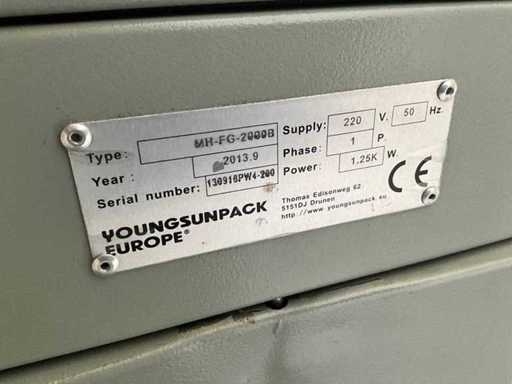 Type: MH-FG-2000B
Year: 2013.9
Serial number: 130918PW4-200
Supply: 220 V. 50 Hz.
Phase: 1 P.
Power: 1.25K W.
CE
YOUNGSUNPACK
EUROPE®
Thomas Edisonweg 62
5151DJ Drunen
http://www.youngsunpack.eu